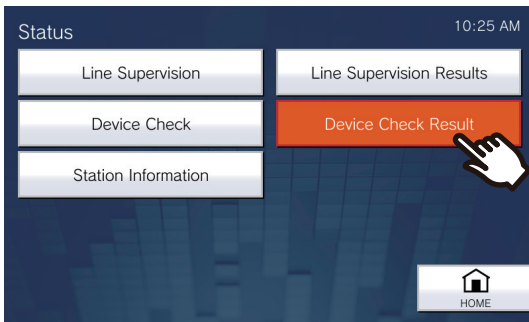 Status
10:25 AM
Line Supervision
Line Supervision Results
Device Check
Device Check Result
Station Information
HOME